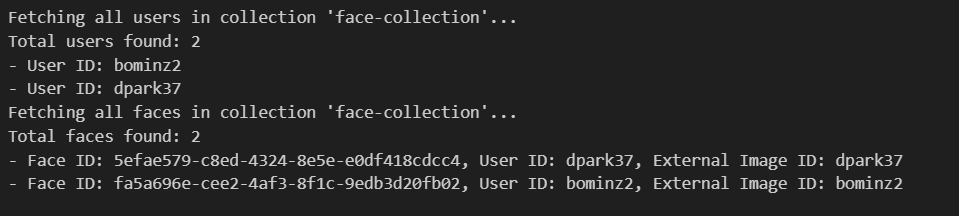 Fetching all users in collection 'face-collection'...
Total users found: 2
- User ID: bominz2
- User ID: dpark37
Fetching all faces in collection 'face-collection'...
Total faces found: 2
- Face ID: 5efae579-c8ed-4324-8e5e-e0df418cdcc4, User ID: dpark37, External Image ID: dpark37
- Face ID: fa5a696e-cee2-4af3-8f1c-9edb3d20fb02, User ID: bominz2, External Image ID: bominz2